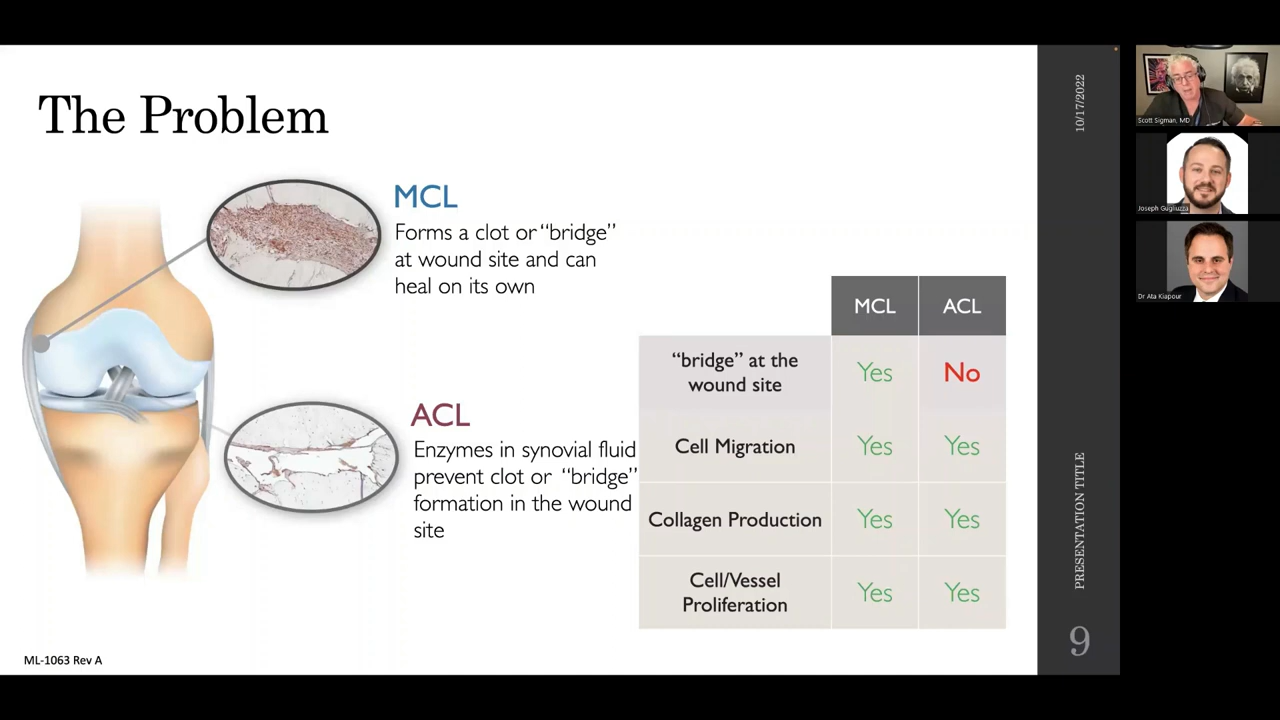 The Problem
MCL
Forms a clot or “bridge”
at wound site and can
heal on its own
ACL
Enzymes in synovial fluid
prevent clot or “bridge”
formation in the wound
site
MCL ACL
“bridge” at the
wound site
Yes No
Cell Migration Yes Yes
Collagen Production Yes Yes
Cell/Vessel
Proliferation
Yes Yes
ML-1063 Rev A
10/17/2022
PRESENTATION TITLE
9
Scott Sigman, MD
Joseph Gugliuzza
Dr Ata Kiapour